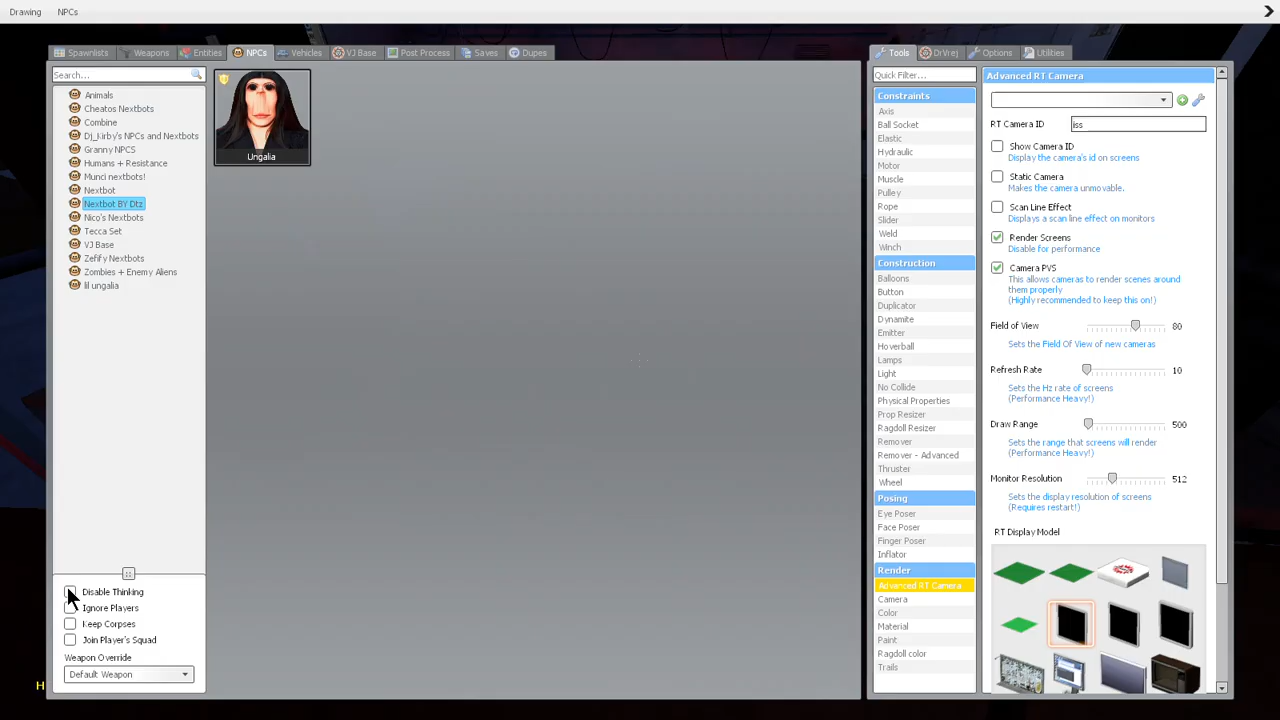 Drawing NPCs
Spawnlists Weapons Entities NPCs Vehicles VJ Base Post Process Saves Dupes
Search...
Animals
Cheatos Nextbots
Combine
Dj_Kirby's NPCs and Nextbots
Granny NPCS
Humans + Resistance
Munci nextbots!
Nextbot
Nextbot BY Dtz
Nico's Nextbots
Tecca Set
VJ Base
Zefify Nextbots
Zombies + Enemy Aliens
lil ungalia
Ungalia
Disable Thinking
Ignore Players
Keep Corpses
Join Player's Squad
Weapon Override
Default Weapon
H
Tools DrVrej Options Utilities
Quick Filter...
Constraints
Axis
Ball Socket
Elastic
Hydraulic
Motor
Muscle
Pulley
Rope
Slider
Weld
Winch
Construction
Balloons
Button
Duplicator
Dynamite
Emitter
Hoverball
Lamps
Light
No Collide
Physical Properties
Prop Resizer
Ragdoll Resizer
Remover
Remover - Advanced
Thruster
Wheel
Posing
Eye Poser
Face Poser
Finger Poser
Inflator
Render
Advanced RT Camera
Camera
Color
Material
Paint
Ragdoll color
Trails
Advanced RT Camera
RT Camera ID iss
Show Camera ID
Display the camera's id on screens
Static Camera
Makes the camera unmovable.
Scan Line Effect
Displays a scan line effect on monitors
Render Screens
Disable for performance
Camera PVS
This allows cameras to render scenes around
them properly
(Highly recommended to keep this on!)
Field of View 80
Sets the Field Of View of new cameras
Refresh Rate 10
Sets the Hz rate of screens
(Performance Heavy!)
Draw Range 500
Sets the range that screens will render
(Performance Heavy!)
Monitor Resolution 512
Sets the display resolution of screens
(Requires restart!)
RT Display Model